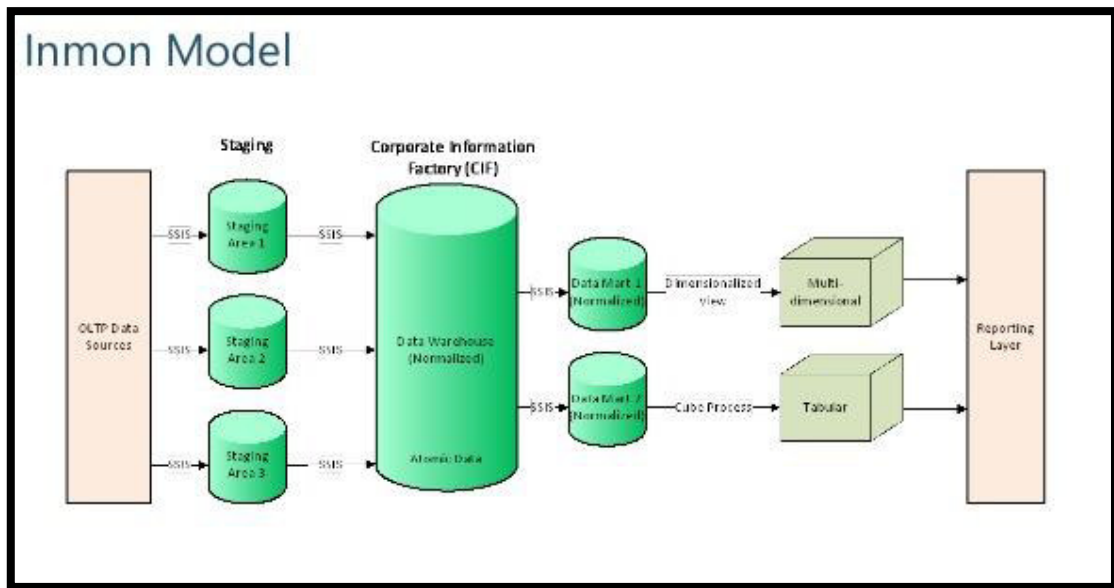 Inmon Model
Staging
Corporate Information
Factory (CIF)
OLTP Data
Sources
SSIS
Staging
Area 1
SSIS
SSIS
Staging
Area 2
SSIS
SSIS
Staging
Area 3
SSIS
Data Warehouse
(Normalized)
Atomic Data
SSIS
Data Mart 1
(Normalized)
Dimensionalized
View
Multi-
dimensional
SSIS
Data Mart 2
(Normalized)
Cube Process
Tabular
Reporting
Layer